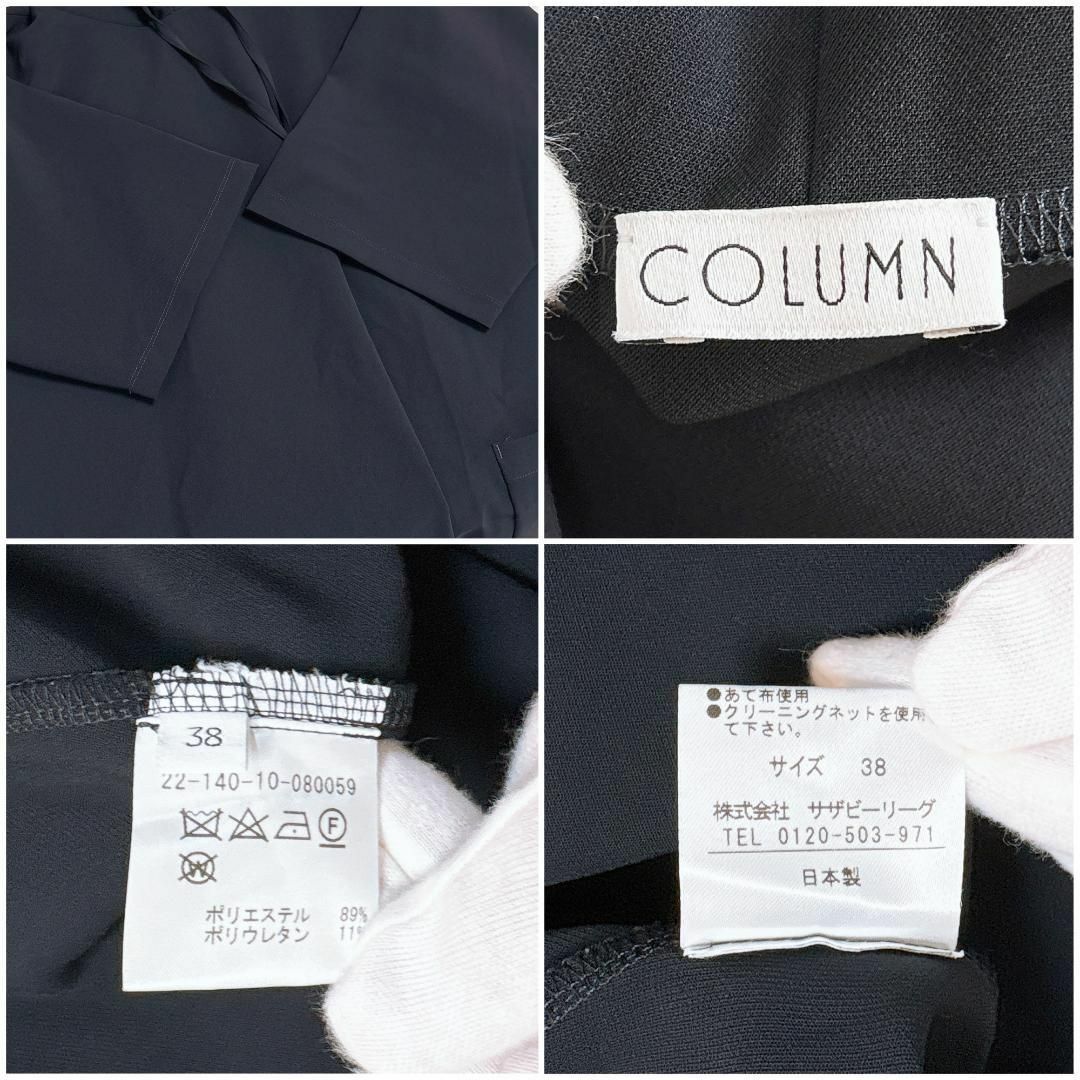 COLUMN
38
22-140-10-080059
F
W
ポリエステル 89%
ポリウレタン 11%
●あて布使用
●クリーニングネットを使用
て下さい。
サイズ 38
株式会社 サザビーリーグ
TEL 0120-503-971
日本製